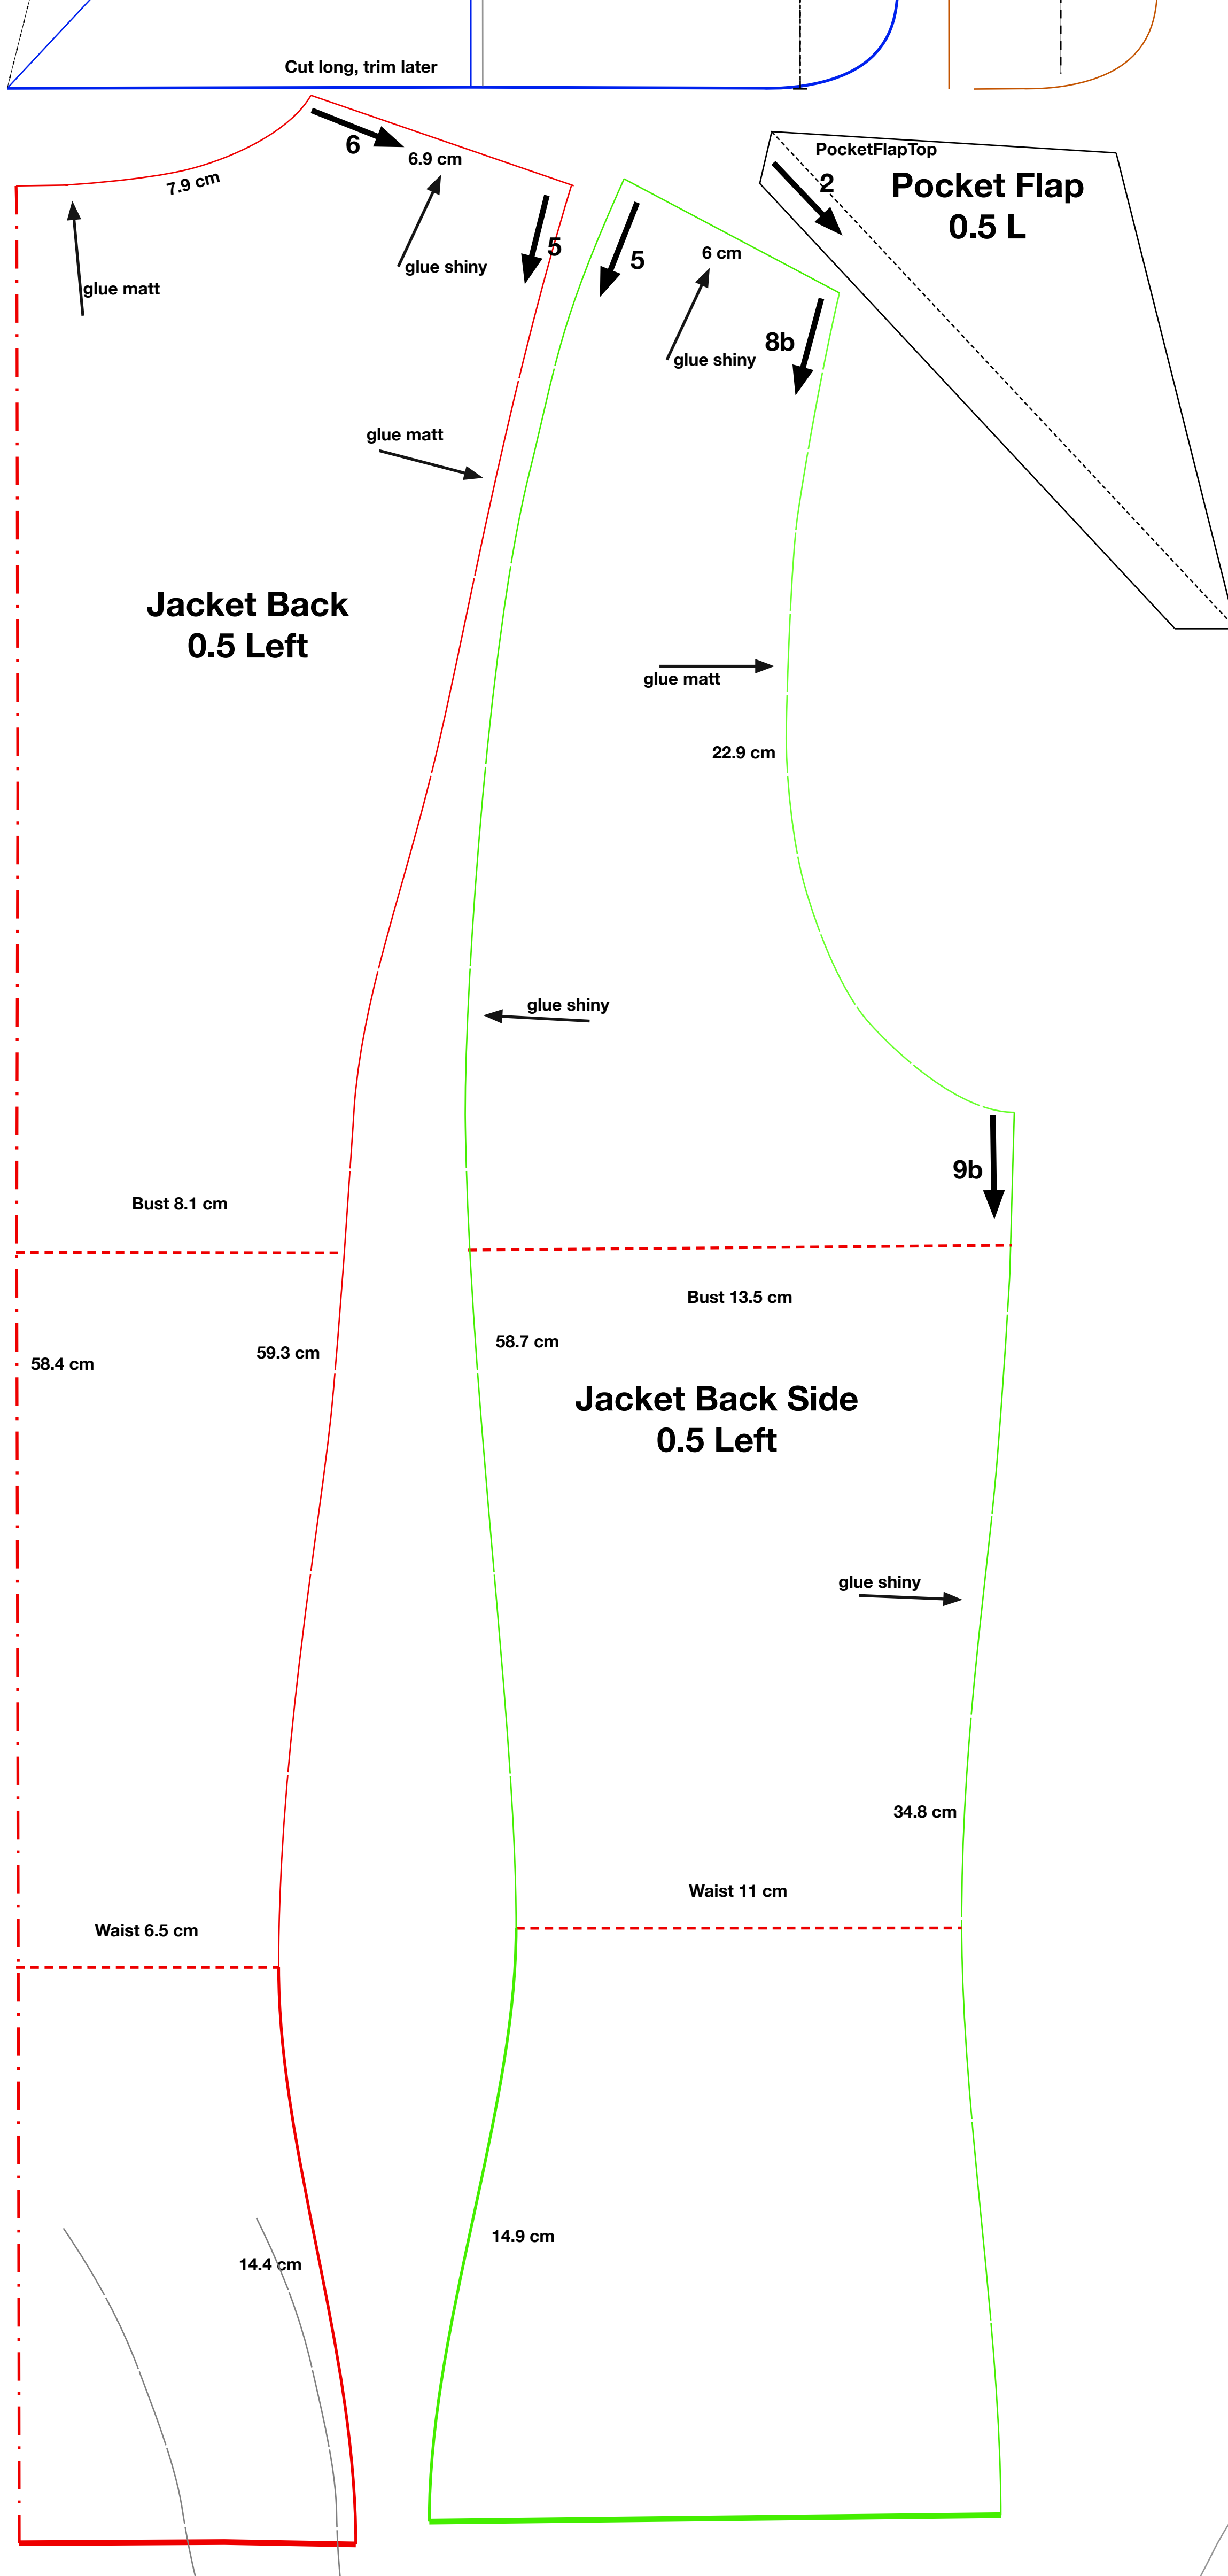 Cut long, trim later
6
6.9 cm
7.9 cm
glue shiny
glue matt
5
5
6 cm
glue shiny
8b
PocketFlapTop
2
Pocket Flap
0.5 L
glue matt
Jacket Back
0.5 Left
glue matt
22.9 cm
glue shiny
9b
Bust 8.1 cm
Bust 13.5 cm
58.4 cm
59.3 cm
58.7 cm
Jacket Back Side
0.5 Left
glue shiny
34.8 cm
Waist 11 cm
Waist 6.5 cm
14.9 cm
14.4 cm